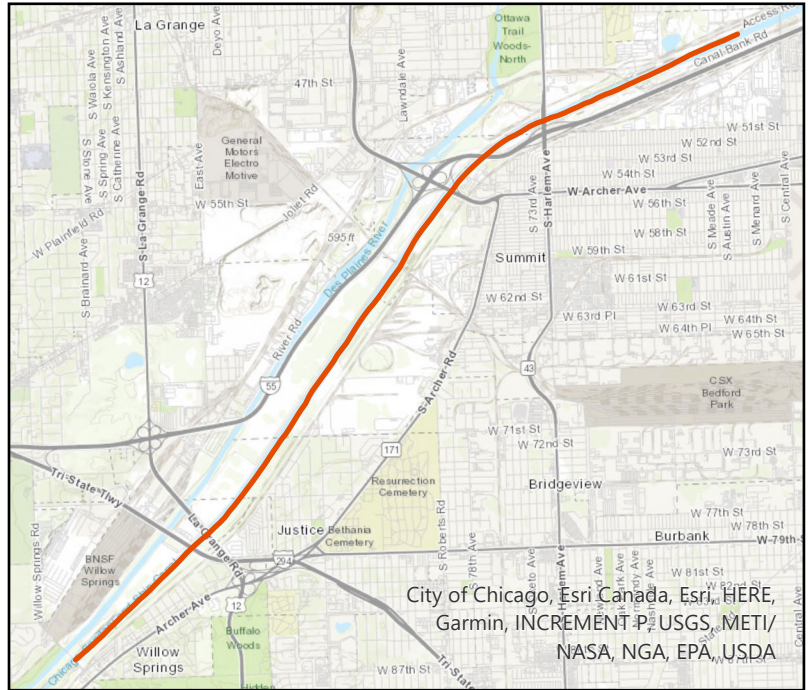 La Grange
Deyo Ave
S Waiola Ave
S Kensington Ave
S Ashland Ave
Ottawa
Trail
Woods-
North
Access Rd
Canal-Bank Rd
47th St
Lawndale Ave
S Stone Ave
S Spring Ave
S Catherine Ave
East Ave
General
Motors
Electro
Motive
W 51st St
W 52nd St
W 53rd St
W 54th St
W-Archer-Ave
W 55th St
Joliet Rd
W 56th St
W 58th St
W 59th St
W Plainfield Rd
S-La-Grange-Rd
S 73rd Ave
S-Harlem-Ave
S Meade Ave
S Austin Ave
S Menard Ave
S Central Ave
595 ft
Des Plaines River
Summit
S Brainard Ave
12
W 61st St
W 62nd St
W 63rd St
W 63rd Pl
W 64th St
W 65th St
River Rd
S-Archer-Rd
55
43
CSX
Bedford
Park
W 71st St
W 72nd St
171
W 73rd St
Tri-State-Tlwy
Resurrection
Cemetery
Bridgeview
La-Grange-Rd
Justice
Bethania
Cemetery
S Roberts Rd
S 78th Ave
W 77th St
W 78th St
Burbank
W-79th-S
Willow Springs Rd
BNSF
Willow
Springs
294
W 81st St
12
Archer-Ave
Buffalo
Woods
Willow
Springs
W 87th St
Tri-State
Hidden
Central Ave
City of Chicago, Esri Canada, Esri, HERE,
Garmin, INCREMENT P, USGS, METI/
NASA, NGA, EPA, USDA